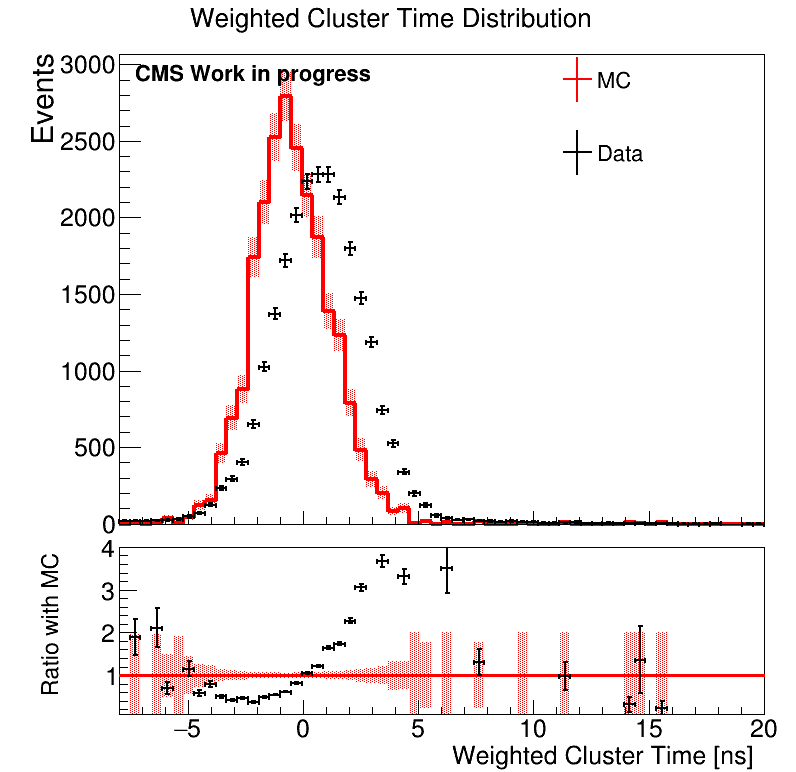 Weighted Cluster Time Distribution
Events
CMS Work in progress
MC
Data
3000
2500
2000
1500
1000
500
0
Ratio with MC
4
3
2
1
−5 0 5 10 15 20
Weighted Cluster Time [ns]